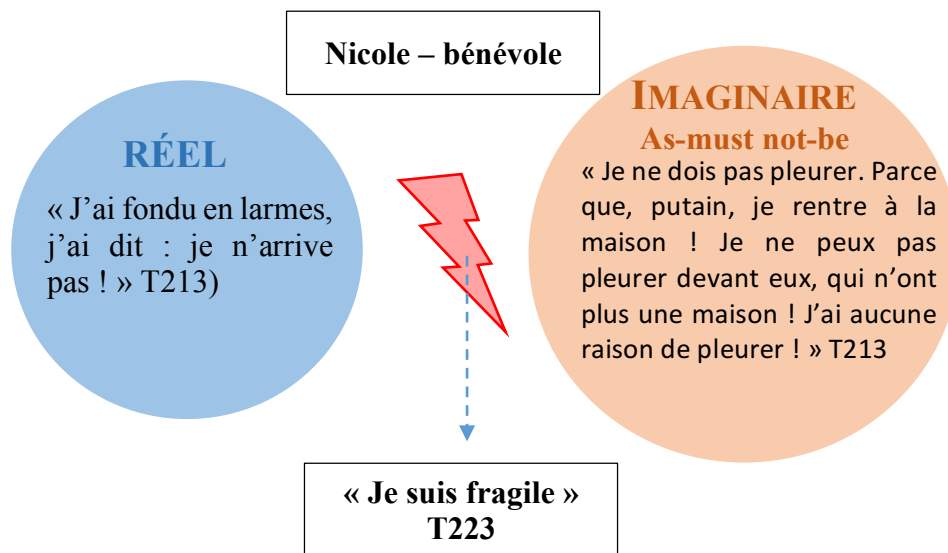 Nicole – bénévole
RÉEL
« J’ai fondu en larmes,
j’ai dit : je n’arrive
pas ! » T213)
IMAGINAIRE
As-must not-be
« Je ne dois pas pleurer. Parce
que, putain, je rentre à la
maison ! Je ne peux pas
pleurer devant eux, qui n’ont
plus une maison ! J’ai aucune
raison de pleurer ! » T213
« Je suis fragile »
T223